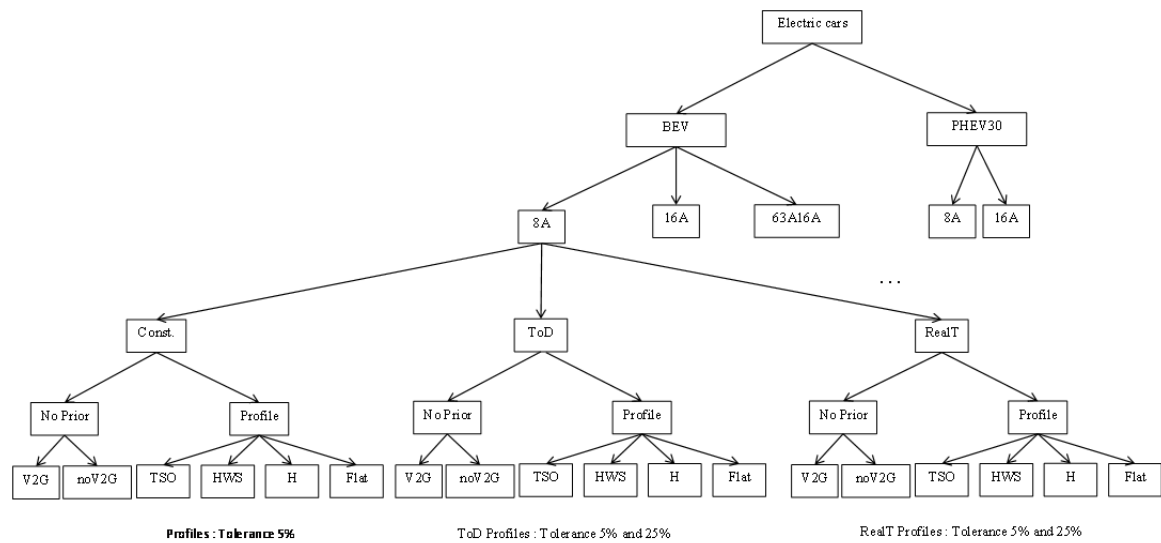 Electric cars
BEV
PHEV30
8A
16A
63A16A
8A
16A
...
Const.
ToD
RealT
No Prior
Profile
No Prior
Profile
No Prior
Profile
V2G
noV2G
TSO
HWS
H
Flat
V2G
noV2G
TSO
HWS
H
Flat
V2G
noV2G
TSO
HWS
H
Flat
Profiles : Tolerance 5%
ToD Profiles : Tolerance 5% and 25%
RealT Profiles : Tolerance 5% and 25%